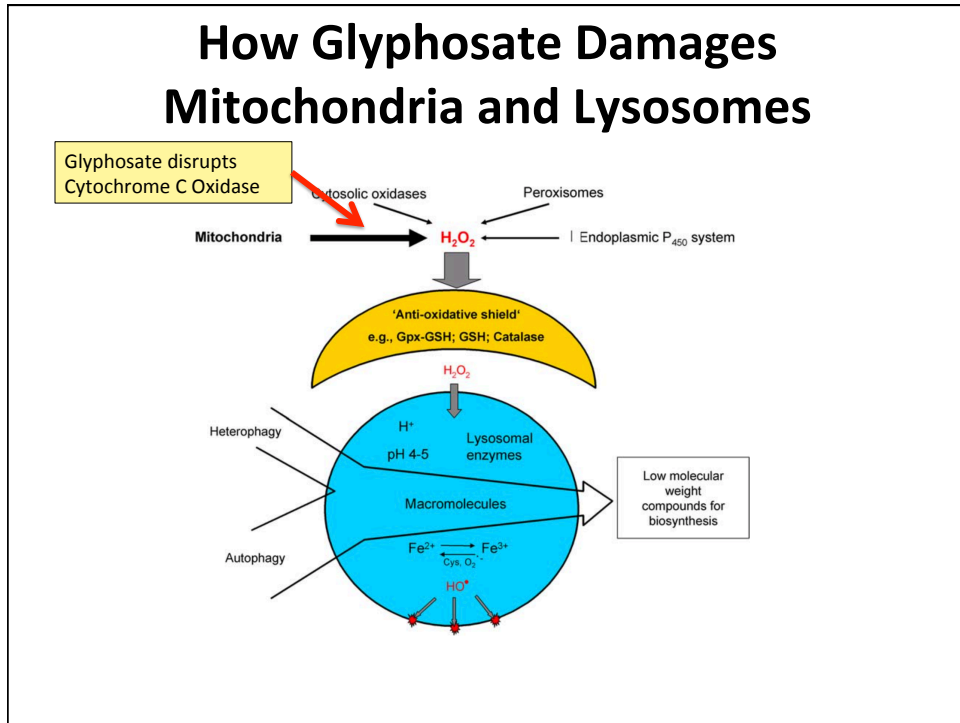 How Glyphosate Damages
Mitochondria and Lysosomes
Glyphosate disrupts
Cytochrome C Oxidase
Cytosolic oxidases
Peroxisomes
Mitochondria
H₂O₂
Endoplasmic P₄₅₀ system
'Anti-oxidative shield'
e.g., Gpx-GSH; GSH; Catalase
H₂O₂
Heterophagy
H⁺
pH 4-5
Lysosomal
enzymes
Macromolecules
Low molecular
weight
compounds for
biosynthesis
Autophagy
Fe²⁺ Fe³⁺
Cys, O₂·-
HO•